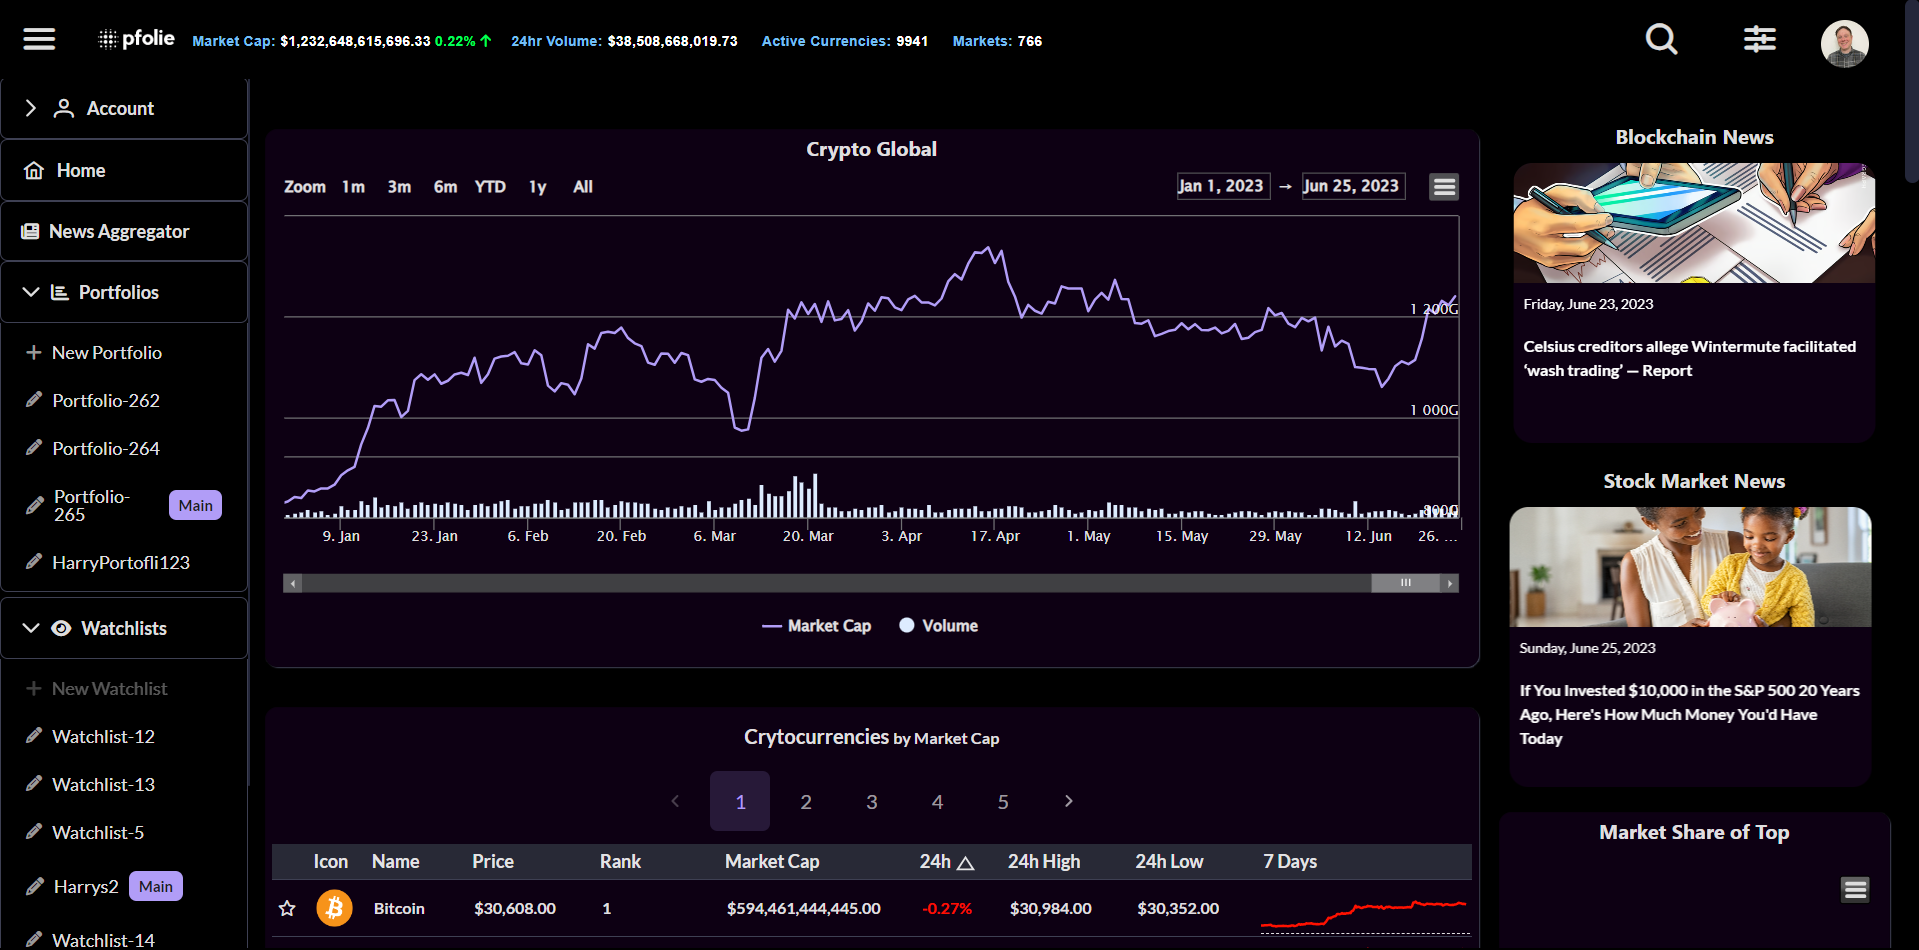 pfolie
Market Cap: $1,232,648,615,696.33 0.22%
24hr Volume: $38,508,668,019.73
Active Currencies: 9941
Markets: 766
Account
Home
News Aggregator
Portfolios
New Portfolio
Portfolio-262
Portfolio-264
Portfolio-
265
Main
HarryPortofli123
Watchlists
New Watchlist
Watchlist-12
Watchlist-13
Watchlist-5
Harrys2 Main
Watchlist-14
Crypto Global
Zoom 1m 3m 6m YTD 1y All
Jan 1, 2023 → Jun 25, 2023
1 200G
1 000G
800G
9. Jan 23. Jan 6. Feb 20. Feb 6. Mar 20. Mar 3. Apr 17. Apr 1. May 15. May 29. May 12. Jun 26. ...
Market Cap Volume
Crytocurrencies by Market Cap
1 2 3 4 5
Icon Name Price Rank Market Cap 24h 24h High 24h Low 7 Days
Bitcoin $30,608.00 1 $594,461,444,445.00 -0.27% $30,984.00 $30,352.00
Blockchain News
Friday, June 23, 2023
Celsius creditors allege Wintermute facilitated
‘wash trading’ — Report
Stock Market News
Sunday, June 25, 2023
If You Invested $10,000 in the S&P 500 20 Years
Ago, Here's How Much Money You'd Have
Today
Market Share of Top